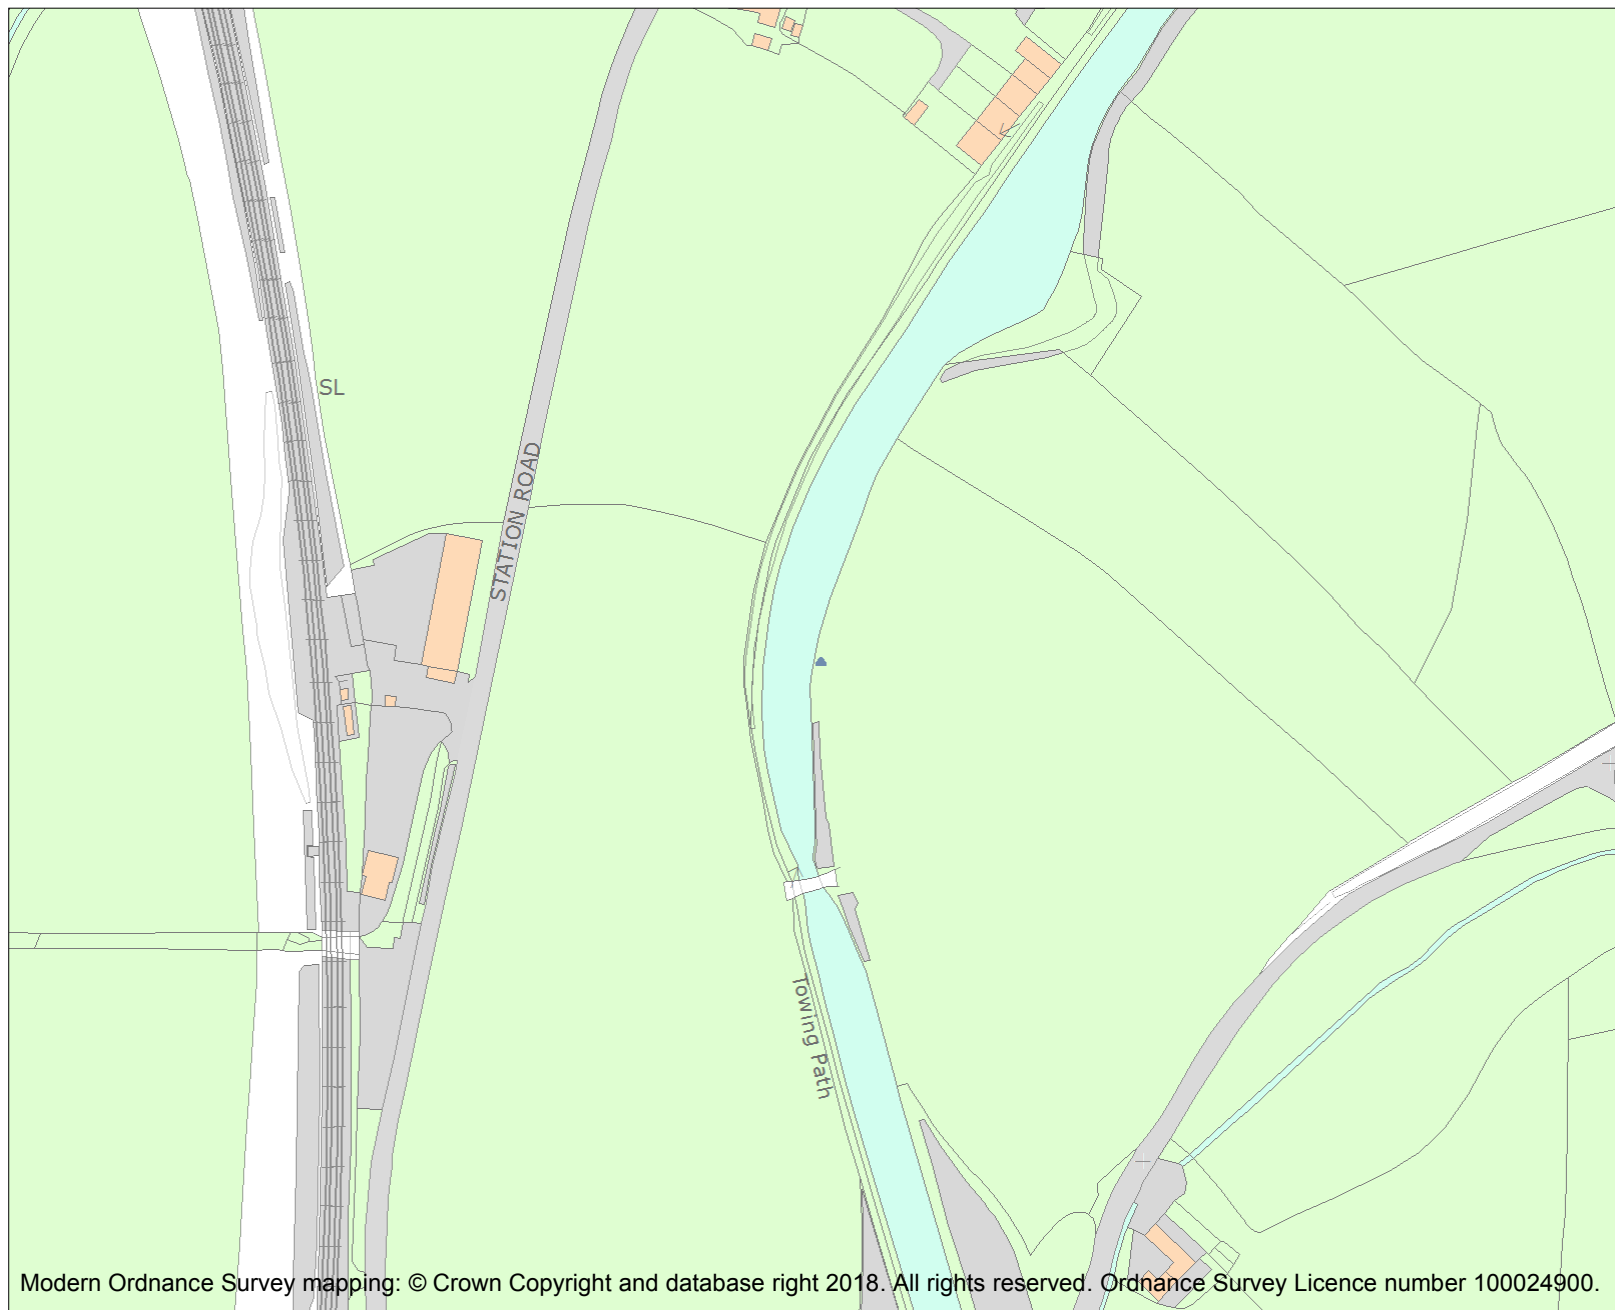 SL
STATION ROAD
Towing Path
Modern Ordnance Survey mapping: © Crown Copyright and database right 2018. All rights reserved. Ordnance Survey Licence number 100024900.